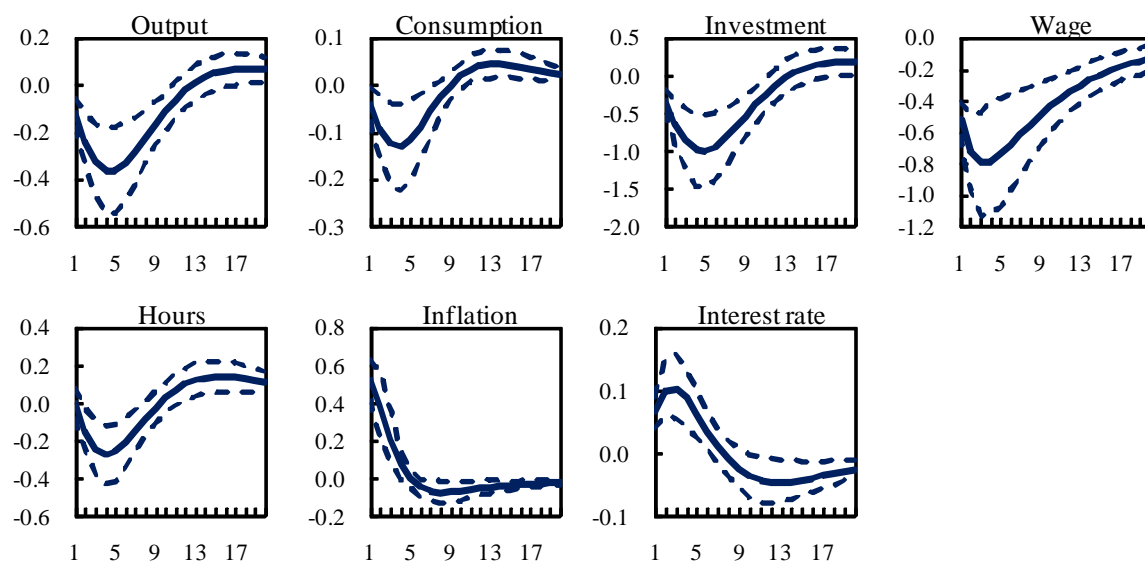 Output Consumption Investment Wage
0.2 0.1 0.5 0.0
0.0 0.0 0.0 -0.2
-0.2 -0.1 -0.5 -0.4
-0.4 -0.2 -1.0 -0.6
-0.6 -0.3 -1.5 -0.8
-2.0 -1.0
-1.2
1 5 9 13 17 1 5 9 13 17 1 5 9 13 17 1 5 9 13 17
Hours Inflation Interest rate
0.4 0.8 0.2
0.2 0.6 0.1
0.0 0.4 0.0
-0.2 0.2 -0.1
-0.4 0.0
-0.6 -0.2
1 5 9 13 17 1 5 9 13 17 1 5 9 13 17